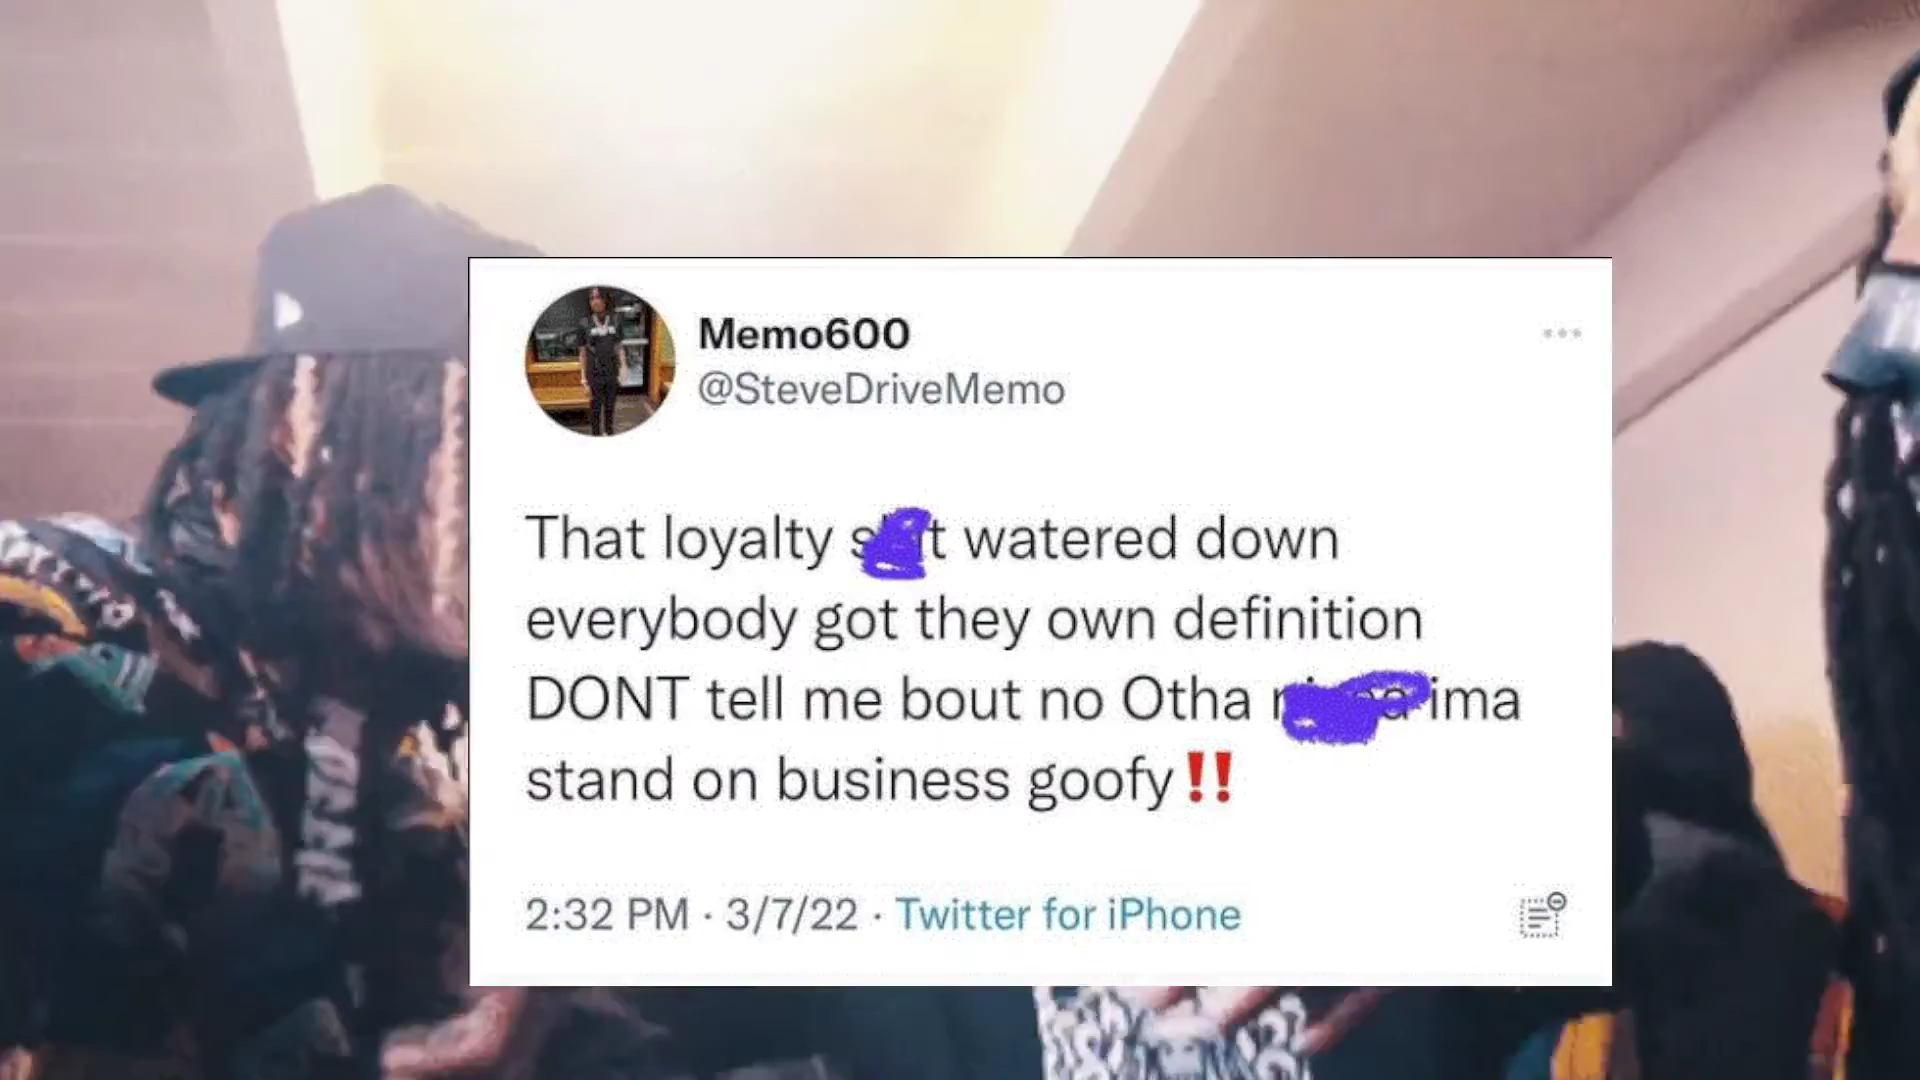 Memo600
@SteveDriveMemo
That loyalty watered down
everybody got they own definition
DONT tell me bout no Otha ima
stand on business goofy‼️
2:32 PM · 3/7/22 · Twitter for iPhone